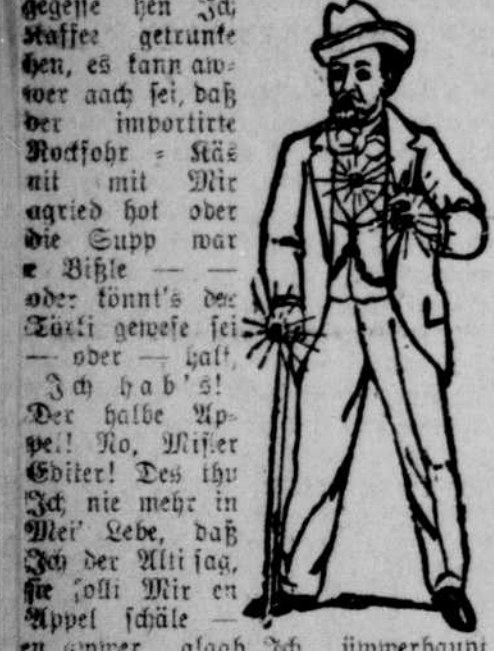 gegesse hen Ich
Kaffee getrunke
hen, es kann aw-
wer aach sei, daß
der importirte
Rockfohr = Käs
nit mit Mir
agried hot oder
die Supp war
e Bißle — —
oder könnt's der
Törki gewese sei
— oder — halt,
Ich hab's!
Der halbe Ap-
pel! No, Mister
Editer! Des thu
Ich nie mehr in
Mei' Lebe, daß
Ich der Alti sag,
sie solli Mir en
Appel schäle —
glaab Ich ümwerhaupt